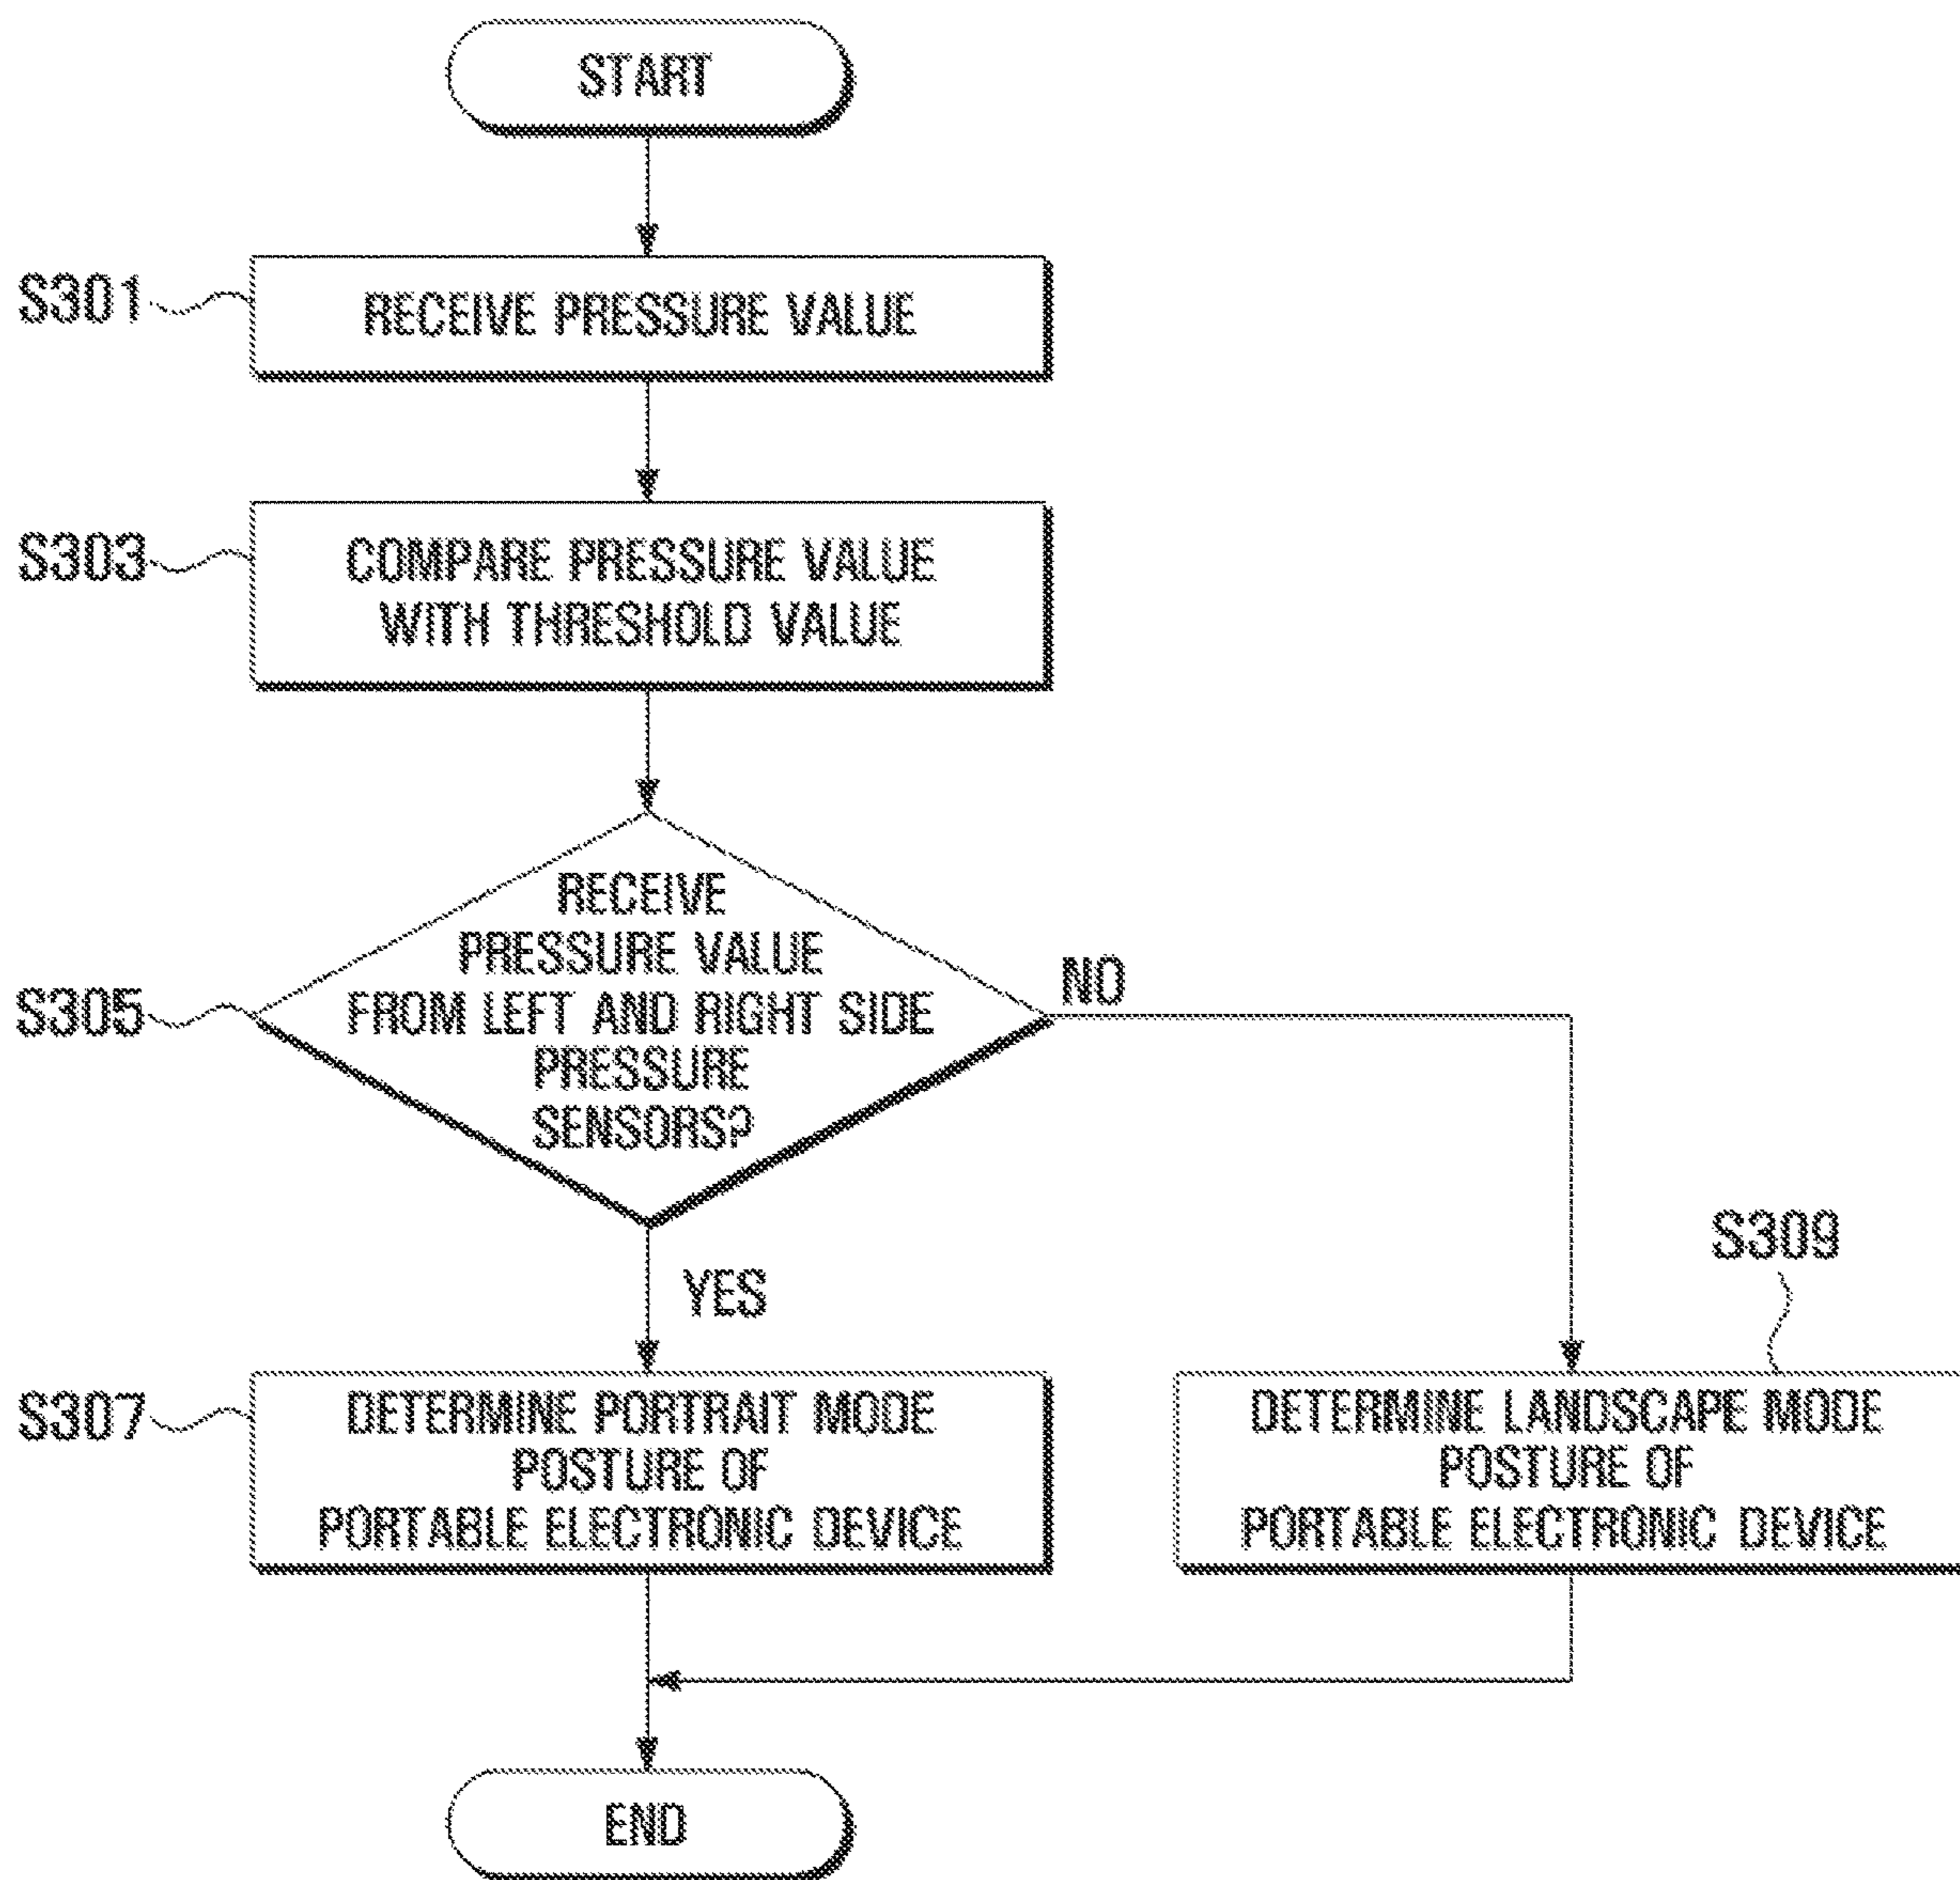 START
S301
RECEIVE PRESSURE VALUE
S303
COMPARE PRESSURE VALUE
WITH THRESHOLD VALUE
S305
RECEIVE
PRESSURE VALUE
FROM LEFT AND RIGHT SIDE
PRESSURE
SENSORS?
NO
YES
S307
DETERMINE PORTRAIT MODE
POSTURE OF
PORTABLE ELECTRONIC DEVICE
S309
DETERMINE LANDSCAPE MODE
POSTURE OF
PORTABLE ELECTRONIC DEVICE
END